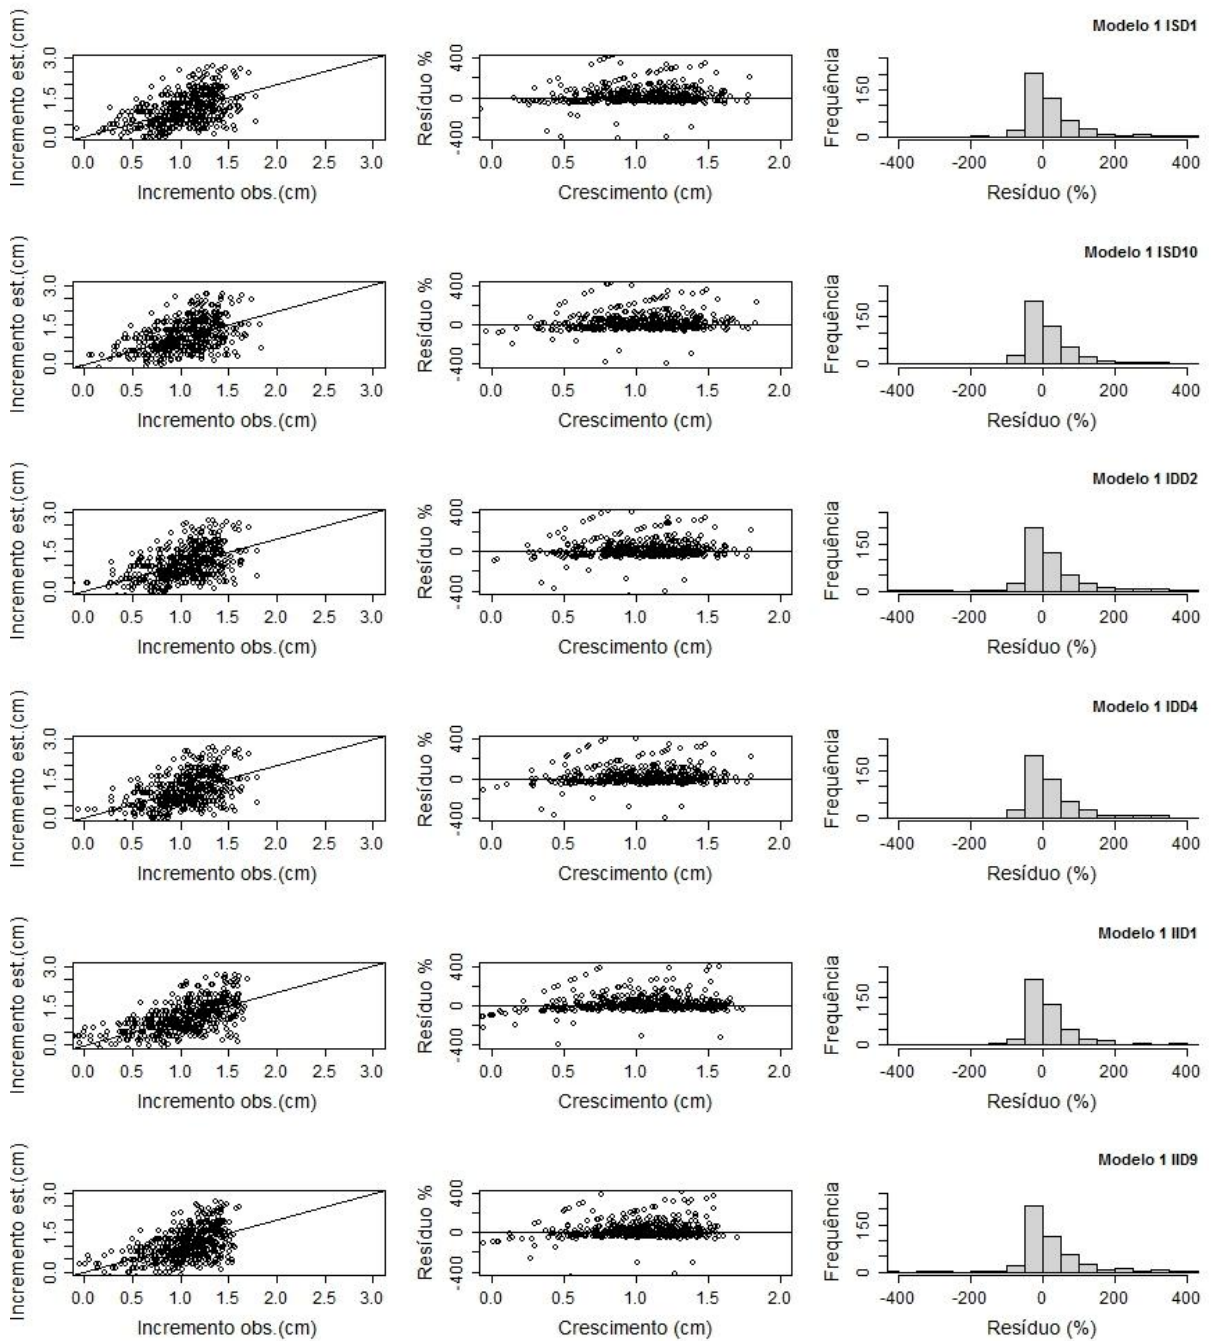 Modelo 1 ISD1
Incremento est.(cm)
0.0 1.5 3.0
Resíduo %
-400 0 400
Frequência
0 150
0.0 0.5 1.0 1.5 2.0 2.5 3.0
0.0 0.5 1.0 1.5 2.0
-400 -200 0 200 400
Incremento obs.(cm)
Crescimento (cm)
Resíduo (%)
Modelo 1 ISD10
Incremento est.(cm)
0.0 1.5 3.0
Resíduo %
-400 0 400
Frequência
0 150
0.0 0.5 1.0 1.5 2.0 2.5 3.0
0.0 0.5 1.0 1.5 2.0
-400 -200 0 200 400
Incremento obs.(cm)
Crescimento (cm)
Resíduo (%)
Modelo 1 IDD2
Incremento est.(cm)
0.0 1.5 3.0
Resíduo %
-400 0 400
Frequência
0 150
0.0 0.5 1.0 1.5 2.0 2.5 3.0
0.0 0.5 1.0 1.5 2.0
-400 -200 0 200 400
Incremento obs.(cm)
Crescimento (cm)
Resíduo (%)
Modelo 1 IDD4
Incremento est.(cm)
0.0 1.5 3.0
Resíduo %
-400 0 400
Frequência
0 150
0.0 0.5 1.0 1.5 2.0 2.5 3.0
0.0 0.5 1.0 1.5 2.0
-400 -200 0 200 400
Incremento obs.(cm)
Crescimento (cm)
Resíduo (%)
Modelo 1 IID1
Incremento est.(cm)
0.0 1.5 3.0
Resíduo %
-400 0 400
Frequência
0 150
0.0 0.5 1.0 1.5 2.0 2.5 3.0
0.0 0.5 1.0 1.5 2.0
-400 -200 0 200 400
Incremento obs.(cm)
Crescimento (cm)
Resíduo (%)
Modelo 1 IID9
Incremento est.(cm)
0.0 1.5 3.0
Resíduo %
-400 0 400
Frequência
0 150
0.0 0.5 1.0 1.5 2.0 2.5 3.0
0.0 0.5 1.0 1.5 2.0
-400 -200 0 200 400
Incremento obs.(cm)
Crescimento (cm)
Resíduo (%)